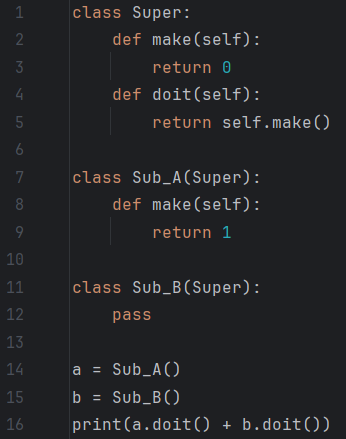 1 class Super:
2     def make(self):
3         return 0
4     def doit(self):
5         return self.make()
6
7 class Sub_A(Super):
8     def make(self):
9         return 1
10
11 class Sub_B(Super):
12     pass
13
14 a = Sub_A()
15 b = Sub_B()
16 print(a.doit() + b.doit())